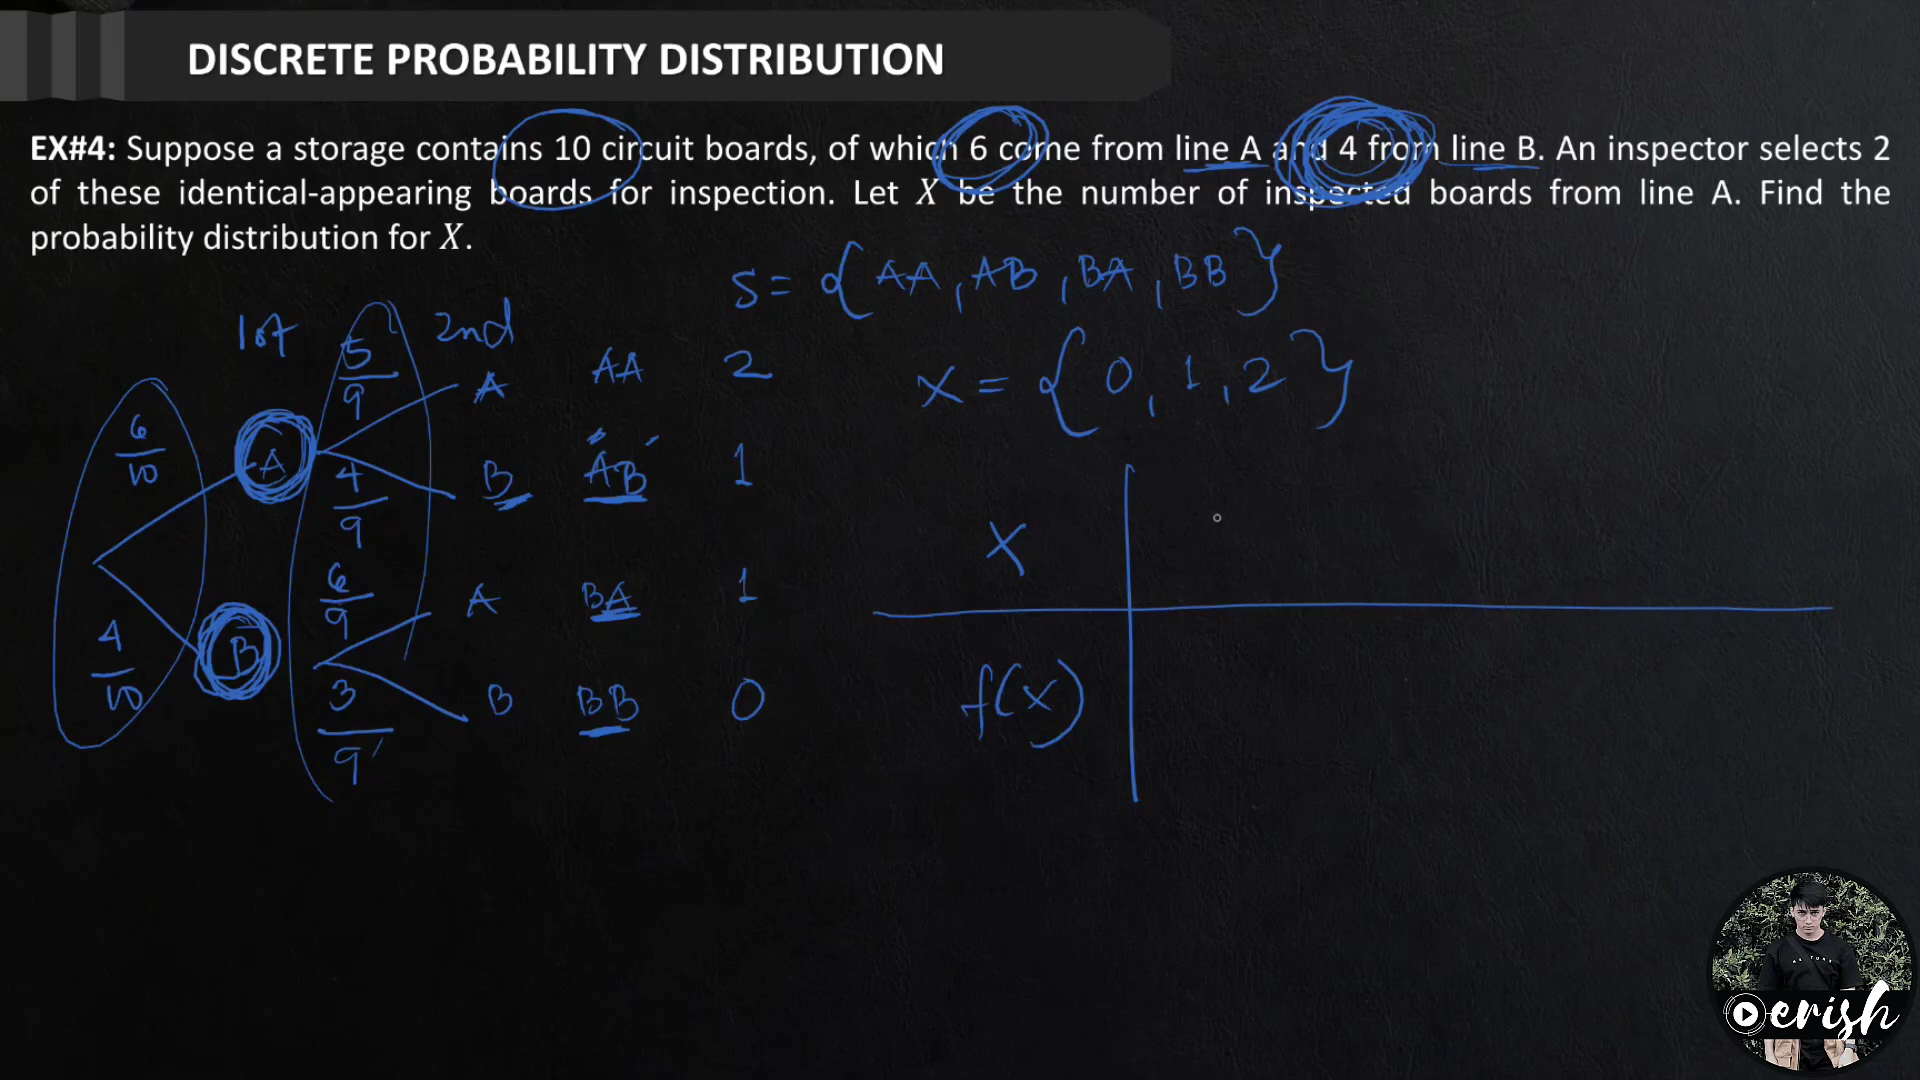 DISCRETE PROBABILITY DISTRIBUTION
EX#4: Suppose a storage contains 10 circuit boards, of which 6 come from line A and 4 from line B. An inspector selects 2
of these identical-appearing boards for inspection. Let X be the number of inspected boards from line A. Find the
probability distribution for X.
S = {AA, AB, BA, BB}
1st 2nd
5/9 A AA 2
X = {0, 1, 2}
6/10 A
4/9 B AB 1
X
6/9 A BA 1
4/10 B
3/9 B BB 0
f(x)
erish